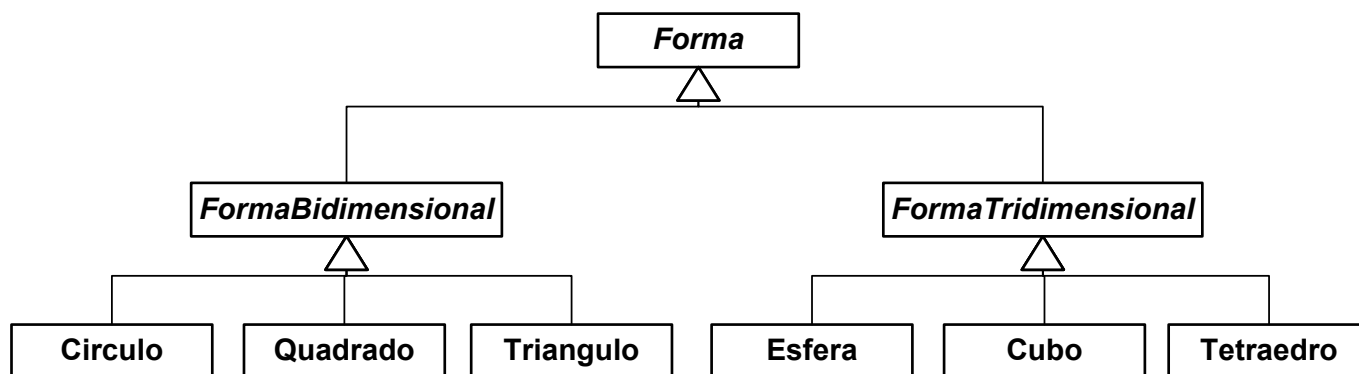 Forma
FormaBidimensional
FormaTridimensional
Circulo
Quadrado
Triangulo
Esfera
Cubo
Tetraedro